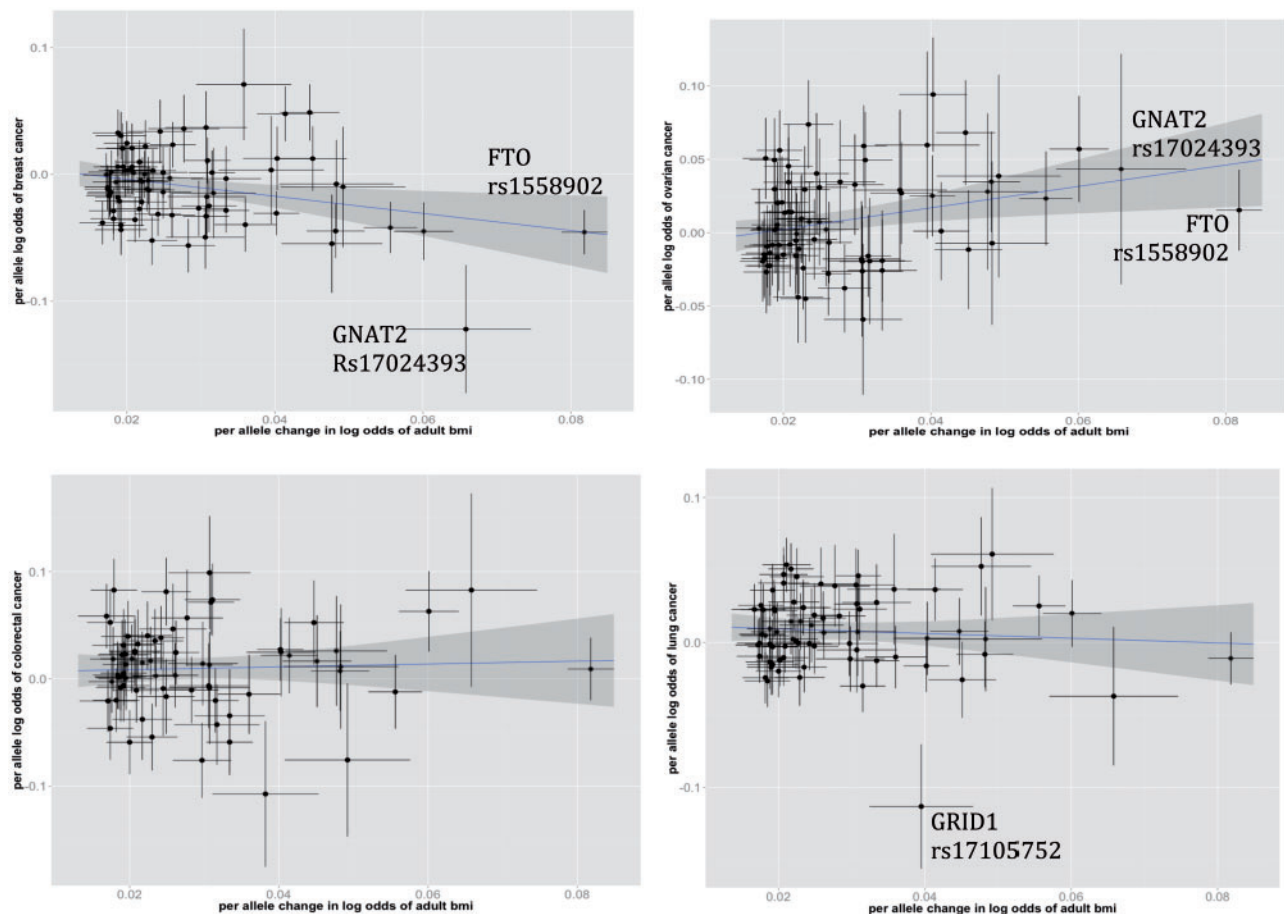 0.1
0.0
-0.1
per allele log odds of breast cancer
FTO
rs1558902
GNAT2
Rs17024393
0.02
0.04
0.06
0.08
per allele change in log odds of adult bmi
0.10
0.05
0.00
-0.05
-0.10
per allele log odds of ovarian cancer
GNAT2
rs17024393
FTO
rs1558902
0.02
0.04
0.06
0.08
per allele change in log odds of adult bmi
0.1
0.0
-0.1
per allele log odds of colorectal cancer
0.02
0.04
0.06
0.08
per allele change in log odds of adult bmi
0.1
0.0
-0.1
per allele log odds of lung cancer
GRID1
rs17105752
0.02
0.04
0.06
0.08
per allele change in log odds of adult bmi